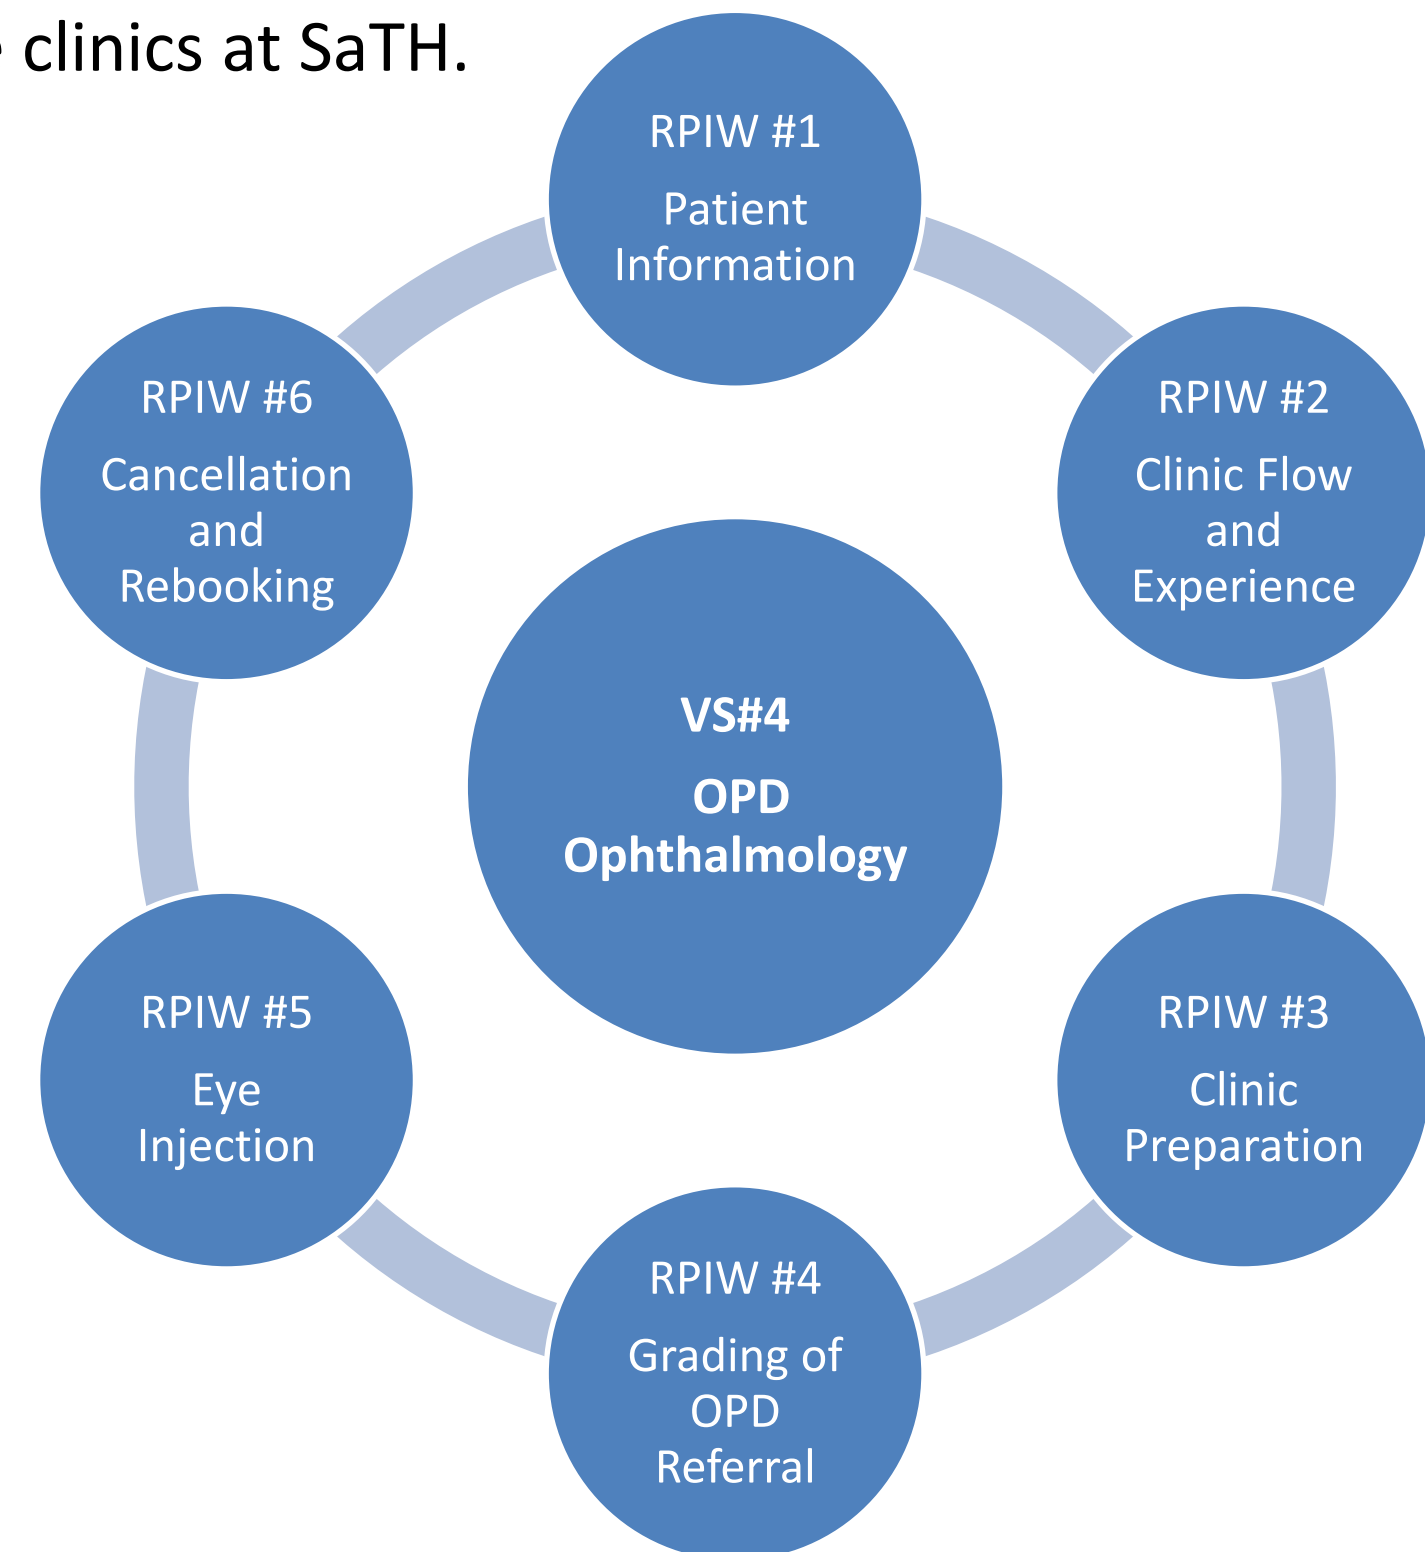 clinics at SaTH.
RPIW #1
Patient
Information
RPIW #2
Clinic Flow
and
Experience
RPIW #3
Clinic
Preparation
RPIW #4
Grading of
OPD
Referral
RPIW #5
Eye
Injection
RPIW #6
Cancellation
and
Rebooking
VS#4
OPD
Ophthalmology